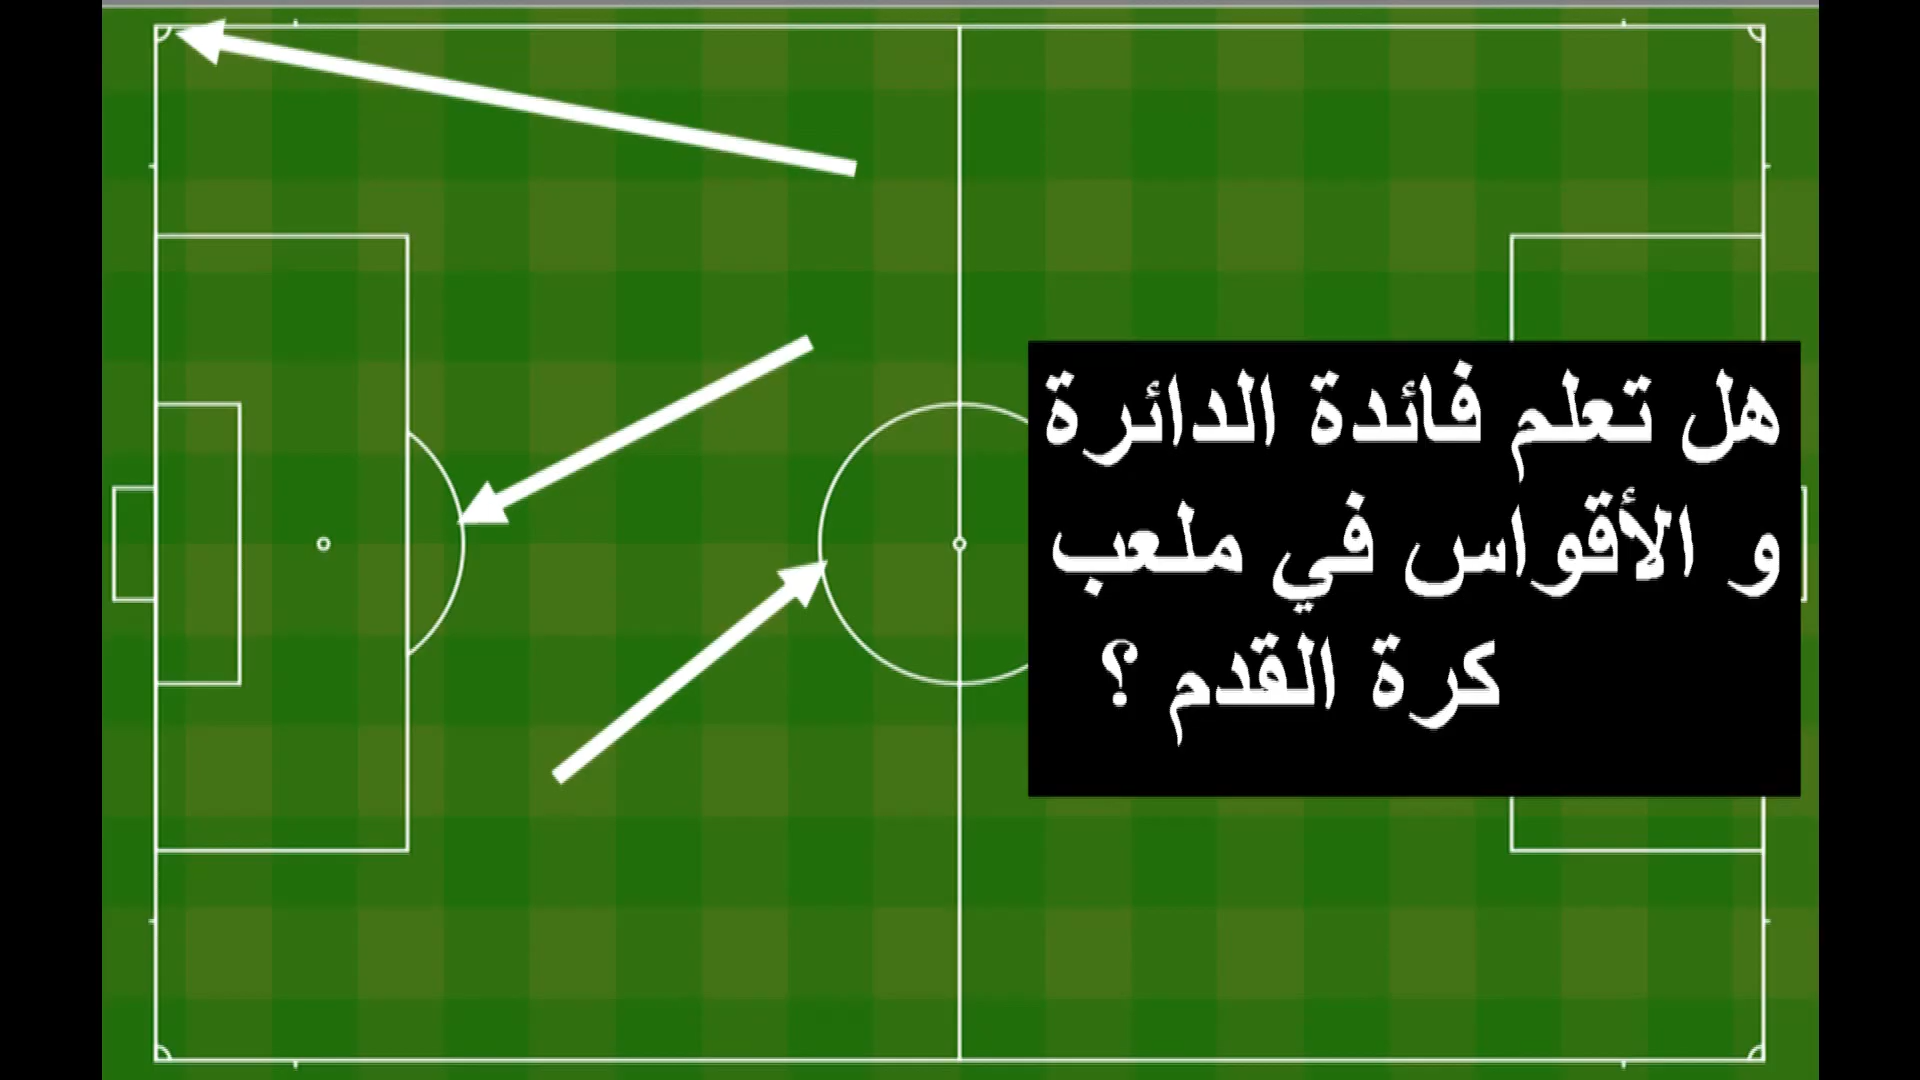 هل تعلم فائدة الدائرة
و الأقواس في ملعب
كرة القدم ؟